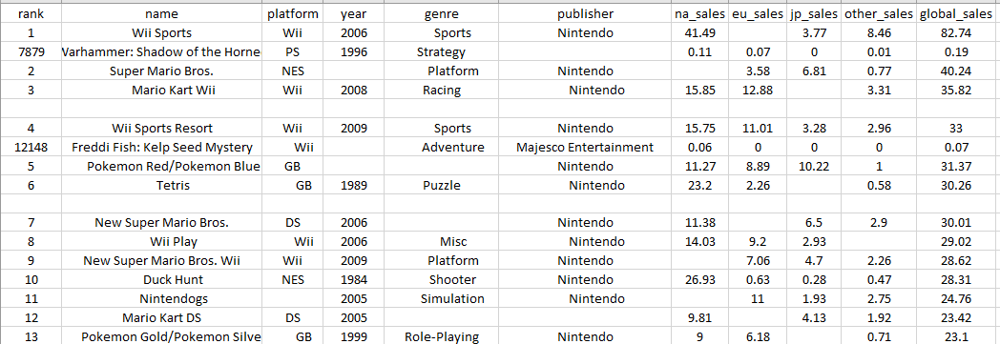 rank name platform year genre publisher na_sales eu_sales jp_sales other_sales global_sales
1 Wii Sports Wii 2006 Sports Nintendo 41.49 3.77 8.46 82.74
7879 Varhammer: Shadow of the Horne PS 1996 Strategy 0.11 0.07 0 0.01 0.19
2 Super Mario Bros. NES Platform Nintendo 3.58 6.81 0.77 40.24
3 Mario Kart Wii Wii 2008 Racing Nintendo 15.85 12.88 3.31 35.82
4 Wii Sports Resort Wii 2009 Sports Nintendo 15.75 11.01 3.28 2.96 33
12148 Freddi Fish: Kelp Seed Mystery Wii Adventure Majesco Entertainment 0.06 0 0 0 0.07
5 Pokemon Red/Pokemon Blue GB Nintendo 11.27 8.89 10.22 1 31.37
6 Tetris GB 1989 Puzzle Nintendo 23.2 2.26 0.58 30.26
7 New Super Mario Bros. DS 2006 Nintendo 11.38 6.5 2.9 30.01
8 Wii Play Wii 2006 Misc Nintendo 14.03 9.2 2.93 29.02
9 New Super Mario Bros. Wii Wii 2009 Platform Nintendo 7.06 4.7 2.26 28.62
10 Duck Hunt NES 1984 Shooter Nintendo 26.93 0.63 0.28 0.47 28.31
11 Nintendogs 2005 Simulation Nintendo 11 1.93 2.75 24.76
12 Mario Kart DS DS 2005 9.81 4.13 1.92 23.42
13 Pokemon Gold/Pokemon Silve GB 1999 Role-Playing Nintendo 9 6.18 0.71 23.1